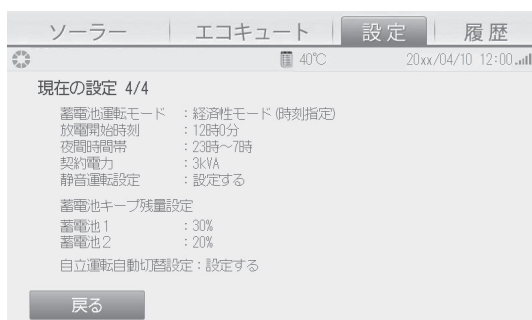 ソーラー エコキュート 設定 履歴
40℃ 20xx/04/10 12:00
現在の設定 4/4
蓄電池運転モード :経済性モード(時刻指定)
放電開始時刻 :12時0分
夜間時間帯 :23時～7時
契約電力 :3kVA
静音運転設定 :設定する
蓄電池キープ残量設定
蓄電池1 :30%
蓄電池2 :20%
自立運転自動切替設定:設定する
戻る